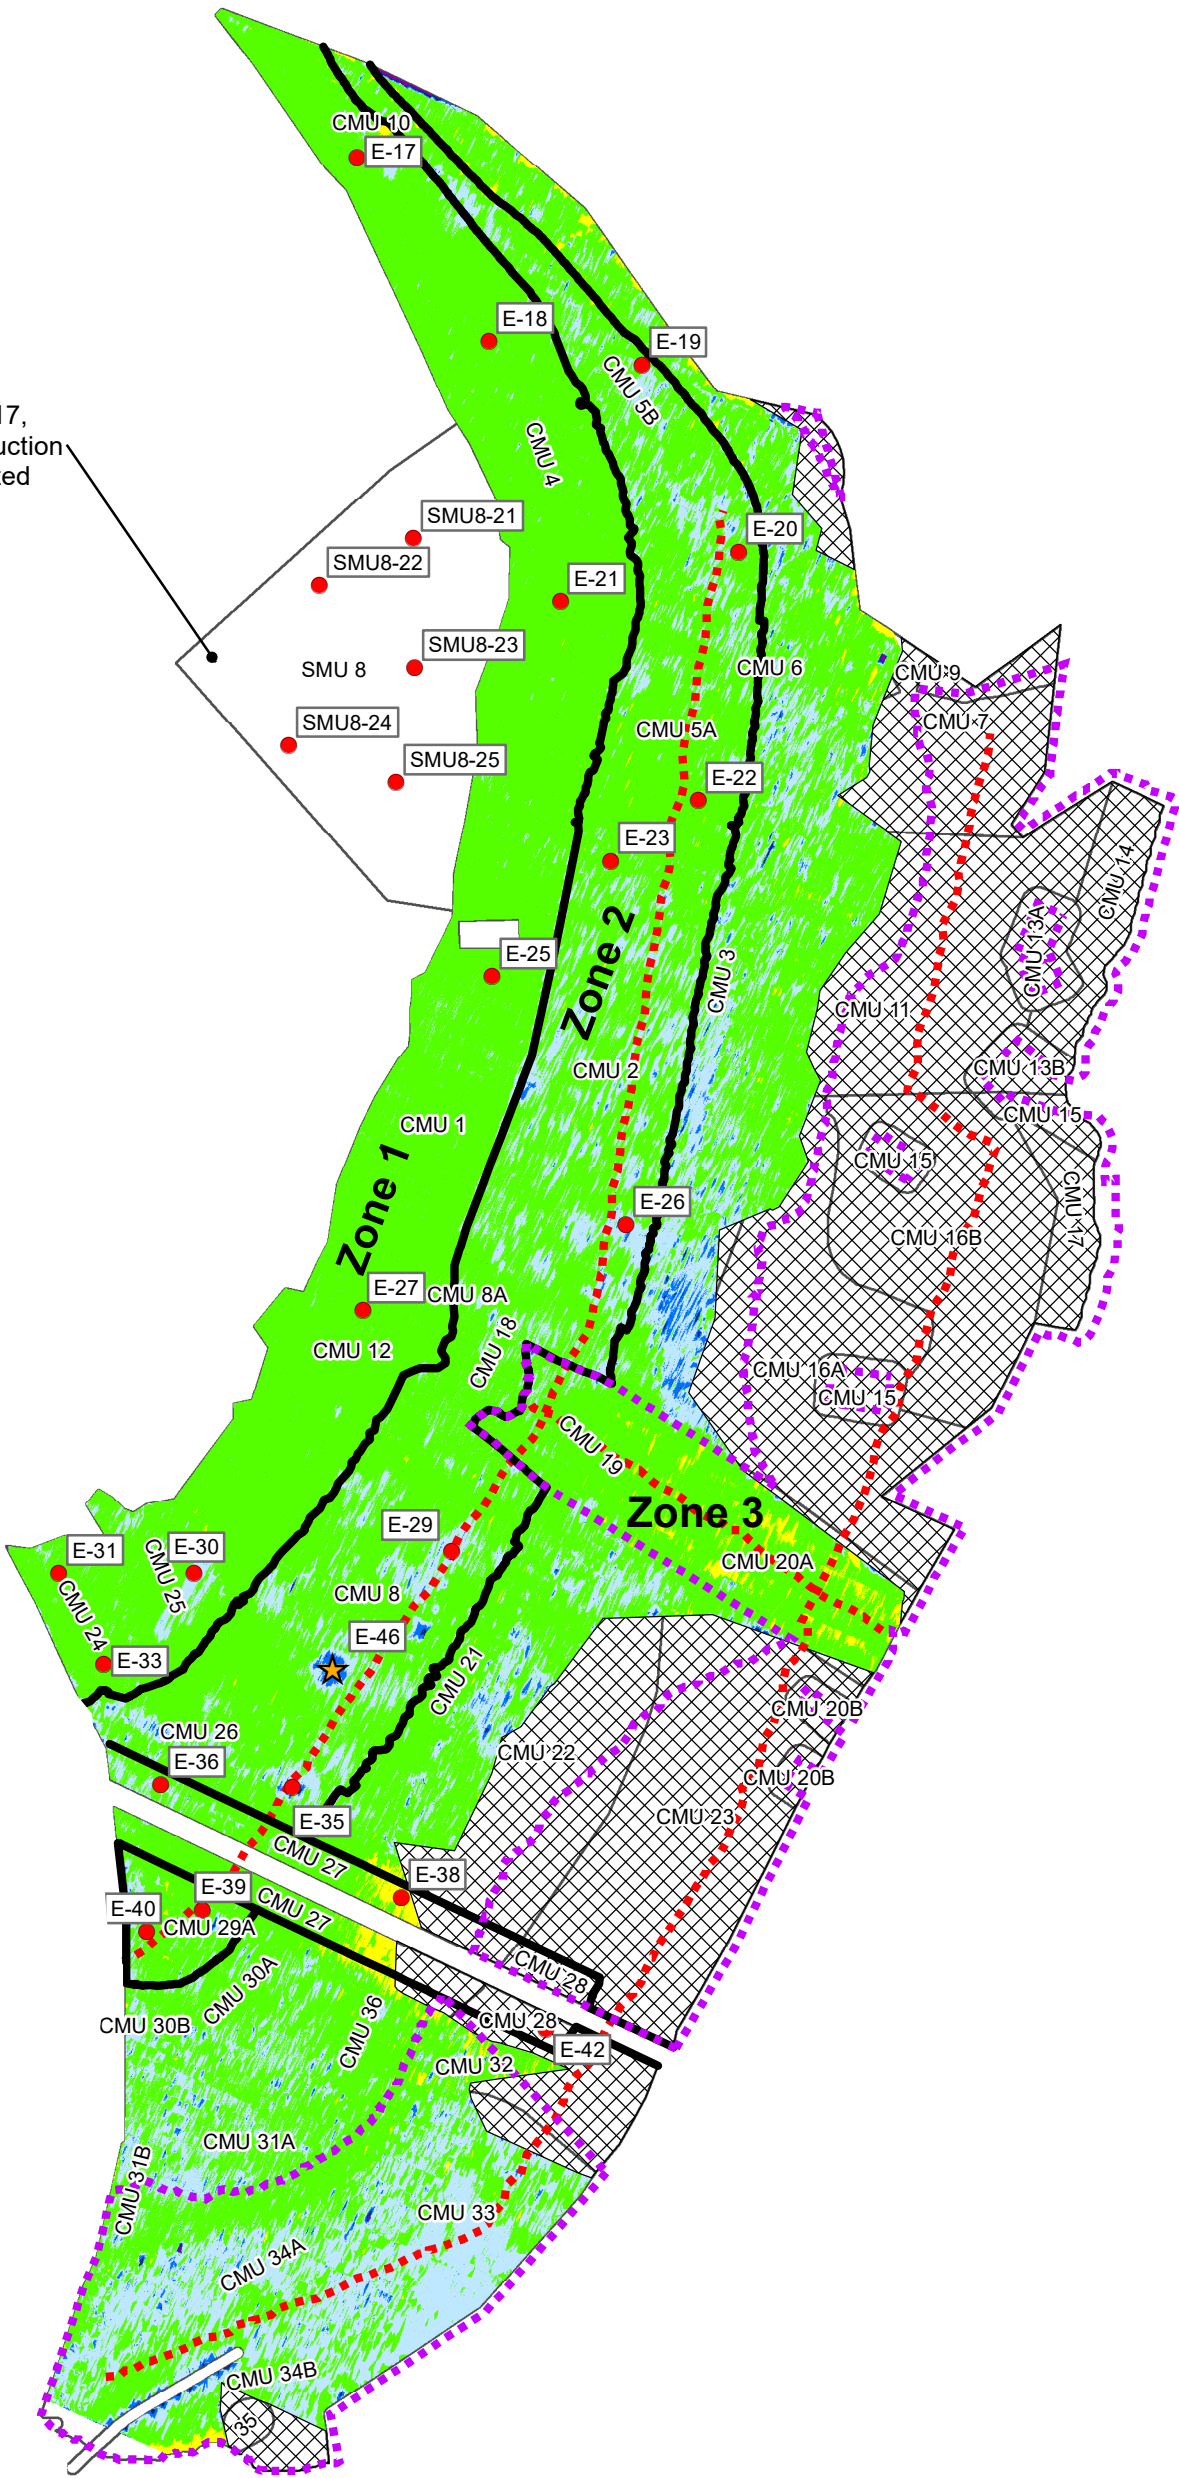 CMU 10
E-17
E-18
E-19
CMU 5B
17,
uction
ted
CMU 4
SMU8-21
E-20
SMU8-22
E-21
SMU8-23
SMU 8
CMU 6
CMU 9
SMU8-24
CMU 7
CMU 5A
SMU8-25
E-22
E-23
CMU 14
Zone 2
CMU 13A
E-25
CMU 3
CMU 11
CMU 2
CMU 13B
CMU 1
CMU 15
CMU 15
Zone 1
E-26
CMU 17
CMU 16B
E-27
CMU 8A
CMU 12
CMU 18
CMU 16A
CMU 15
CMU 19
Zone 3
E-29
E-31
E-30
CMU 25
CMU 20A
CMU 24
CMU 8
E-46
E-33
CMU 21
CMU 20B
CMU 26
CMU 22
E-36
CMU 20B
E-35
CMU 23
CMU 27
E-38
E-39
CMU 27
E-40
CMU 29A
CMU 28
CMU 30A
CMU 30B
CMU 36
CMU 28
E-42
CMU 32
CMU 31A
CMU 31B
CMU 33
CMU 34A
CMU 34B
35